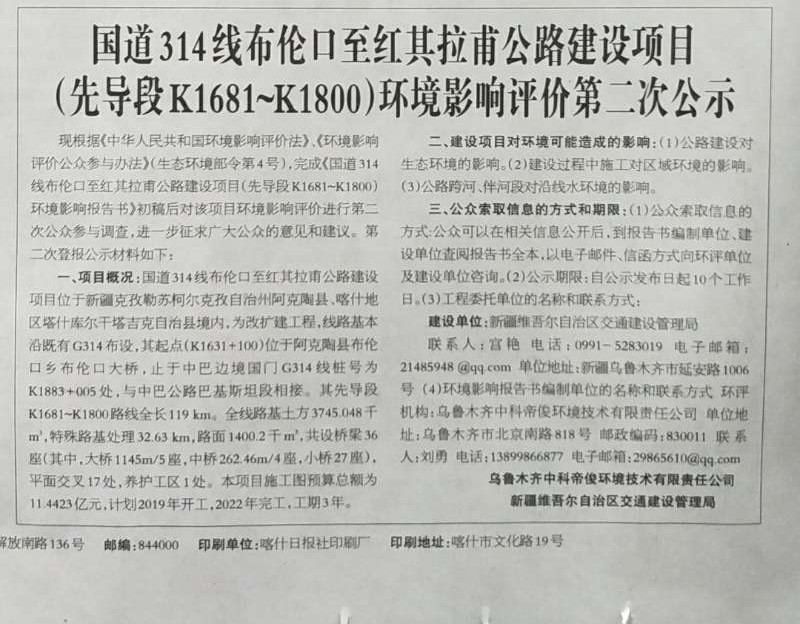 国道314线布伦口至红其拉甫公路建设项目
(先导段K1681~K1800)环境影响评价第二次公示
现根据《中华人民共和国环境影响评价法》、《环境影响
评价公众参与办法》(生态环境部令第4号),完成《国道314
线布伦口至红其拉甫公路建设项目(先导段K1681~K1800)
环境影响报告书》初稿后对该项目环境影响评价进行第二
次公众参与调查,进一步征求广大公众的意见和建议。第
二次登报公示材料如下:
一、项目概况:国道314线布伦口至红其拉甫公路建设
项目位于新疆克孜勒苏柯尔克孜自治州阿克陶县、喀什地
区塔什库尔干塔吉克自治县境内,为改扩建工程,线路基本
沿既有G314布设,其起点(K1631+100)位于阿克陶县布伦
口乡布伦口大桥,止于中巴边境国门G314线桩号为
K1883+005处,与中巴公路巴基斯坦段相接。其先导段
K1681~K1800路线全长119 km。全线路基土方3745.048千
m³,特殊路基处理32.63 km,路面1400.2千m³,共设桥梁36
座(其中,大桥1145m/5座,中桥262.46m/4座,小桥27座),
平面交叉17处,养护工区1处。本项目施工图预算总额为
11.4423亿元,计划2019年开工,2022年完工,工期3年。
二、建设项目对环境可能造成的影响:(1)公路建设对
生态环境的影响。(2)建设过程中施工对区域环境的影响。
(3)公路跨河、伴河段对沿线水环境的影响。
三、公众索取信息的方式和期限:(1)公众索取信息的
方式:公众可以在相关信息公开后,到报告书编制单位、建
设单位查阅报告书全本,以电子邮件、信函方式向环评单位
及建设单位咨询。(2)公示期限:自公示发布日起10个工作
日。(3)工程委托单位的名称和联系方式:
建设单位:新疆维吾尔自治区交通建设管理局
联系人:富艳 电话:0991-5283019 电子邮箱:
21485948@qq.com 单位地址:新疆乌鲁木齐市延安路1006
号 (4)环境影响报告书编制单位的名称和联系方式 环评
机构:乌鲁木齐中科帝俊环境技术有限责任公司 单位地
址:乌鲁木齐市北京南路818号 邮政编码:830011 联系
人:刘勇 电话:13899866877 电子邮箱:29865610@qq.com
乌鲁木齐中科帝俊环境技术有限责任公司
新疆维吾尔自治区交通建设管理局
解放南路136号 邮编:844000 印刷单位:喀什日报社印刷厂 印刷地址:喀什市文化路19号